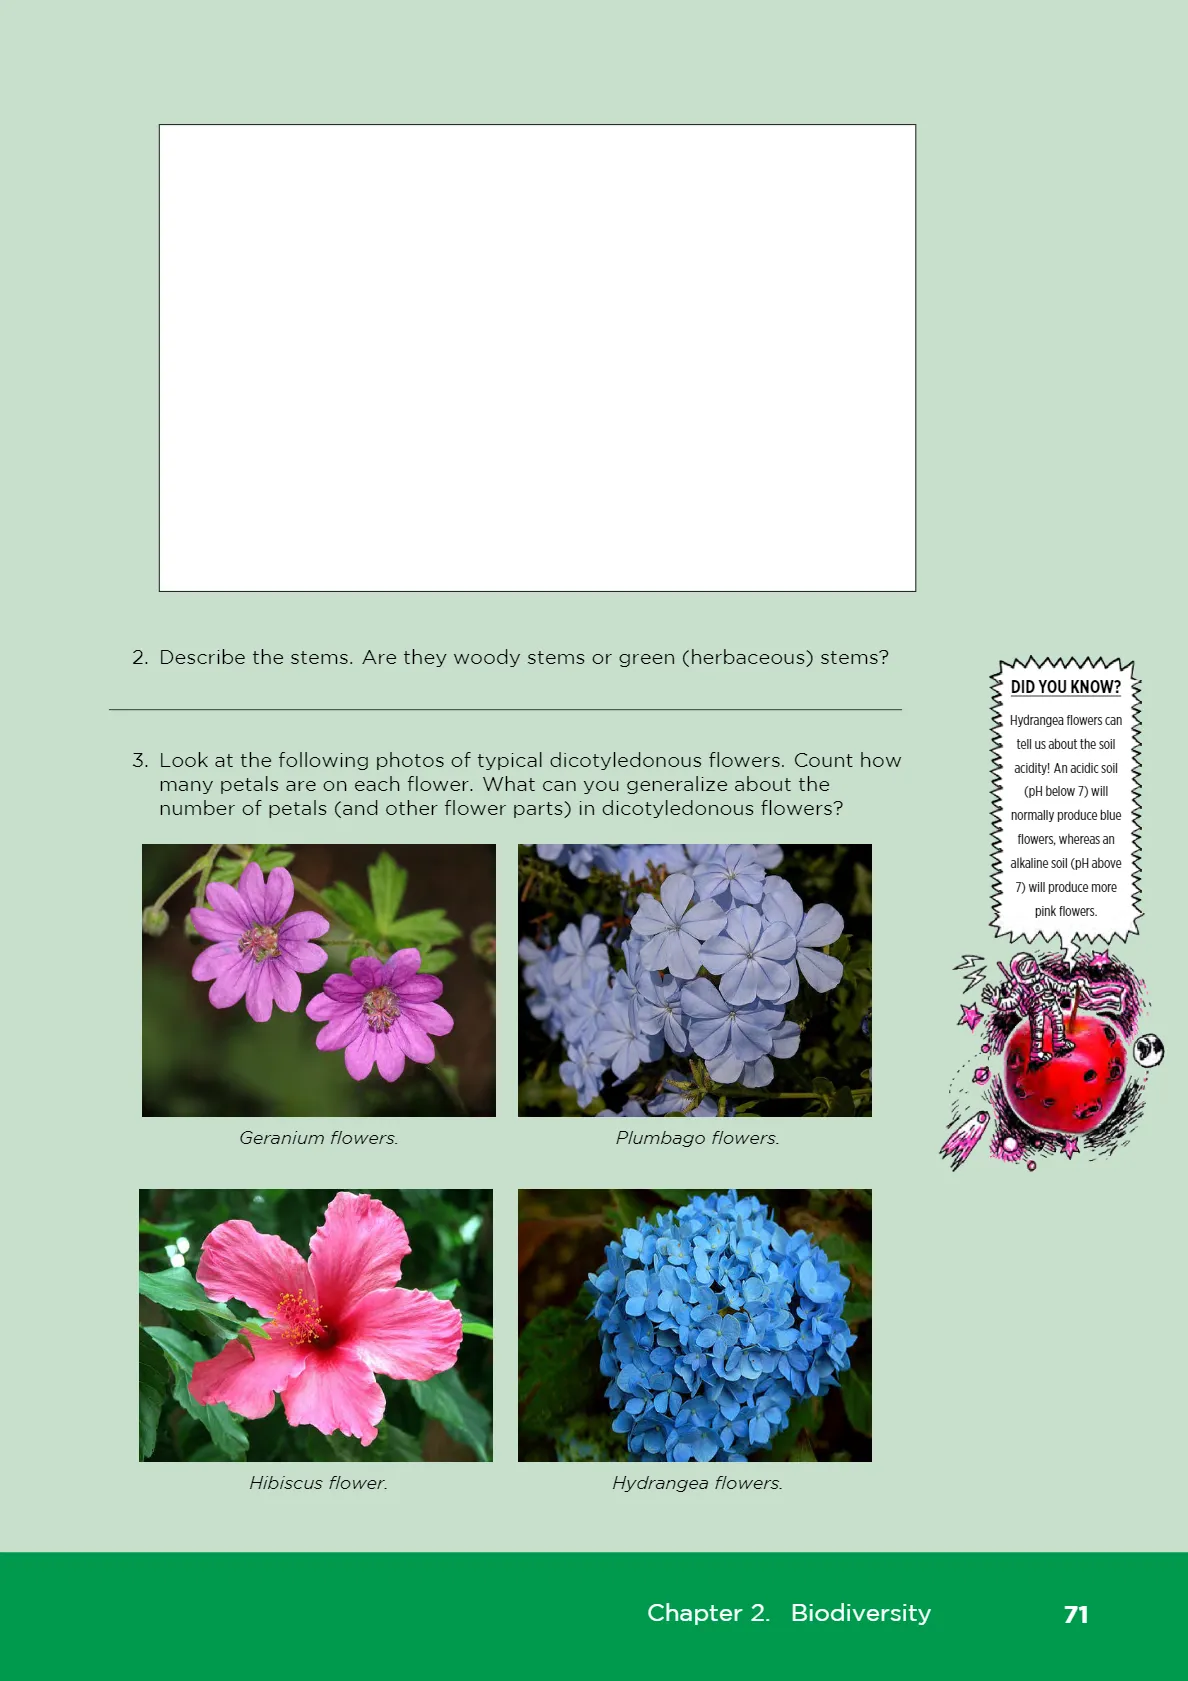 2. Describe the stems. Are they woody stems or green (herbaceous) stems?
3. Look at the following photos of typical dicotyledonous flowers. Count how
many petals are on each flower. What can you generalize about the
number of petals (and other flower parts) in dicotyledonous flowers?
Geranium flowers.
Plumbago flowers.
Hibiscus flower.
Hydrangea flowers.
DID YOU KNOW?
Hydrangea flowers can
tell us about the soil
acidity! An acidic soil
(pH below 7) will
normally produce blue
flowers, whereas an
alkaline soil (pH above
7) will produce more
pink flowers.
Chapter 2. Biodiversity
71